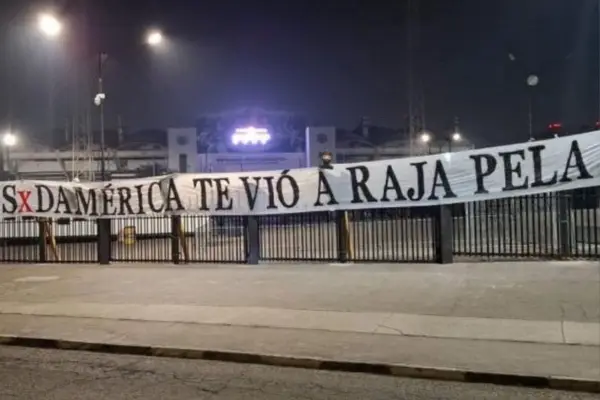 SxDAMÉRICA TE VIÓ A RAJA PELA